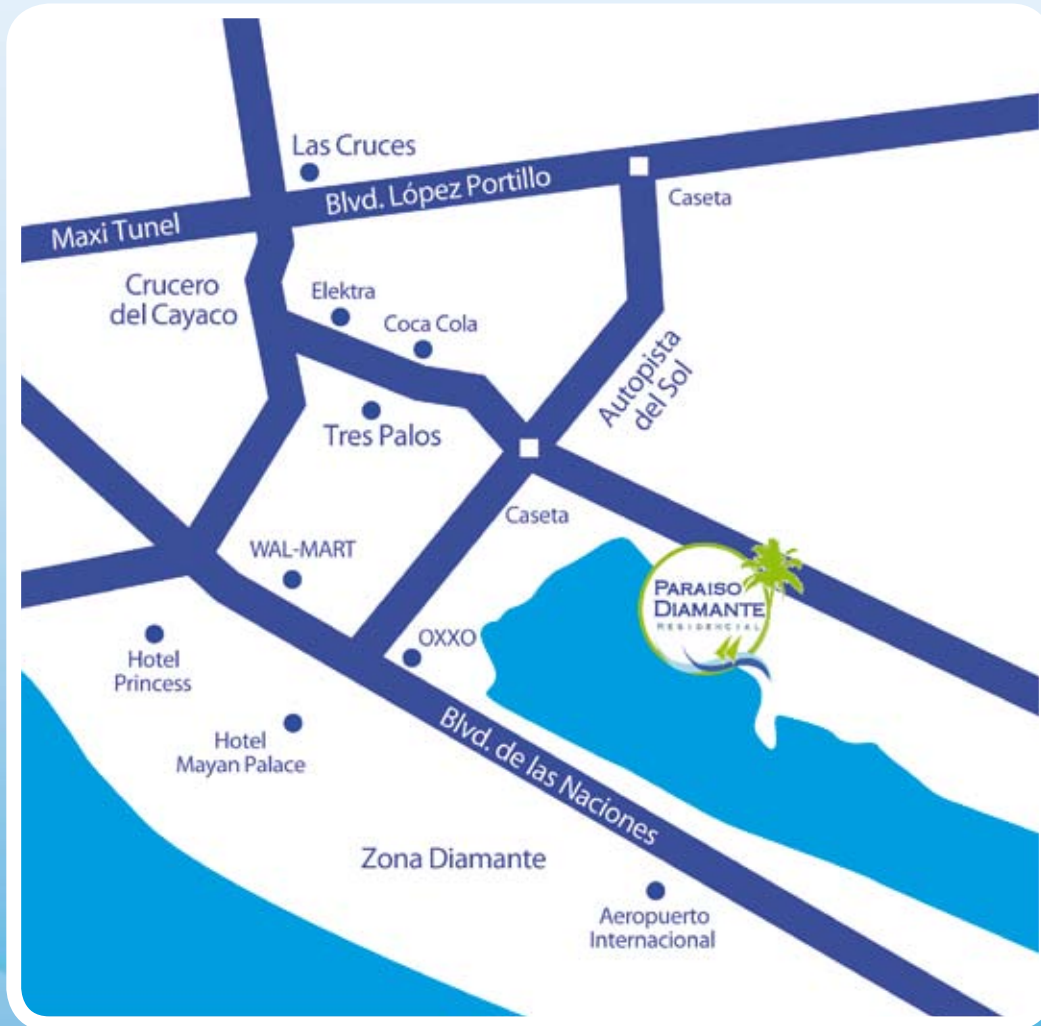 Las Cruces
Blvd. López Portillo
Maxi Tunel
Caseta
Crucero
del Cayaco
Elektra
Coca Cola
Autopista
del Sol
Tres Palos
Caseta
WAL-MART
PARAISO
DIAMANTE
RESIDENCIAL
OXXO
Hotel
Princess
Hotel
Mayan Palace
Blvd. de las Naciones
Zona Diamante
Aeropuerto
Internacional